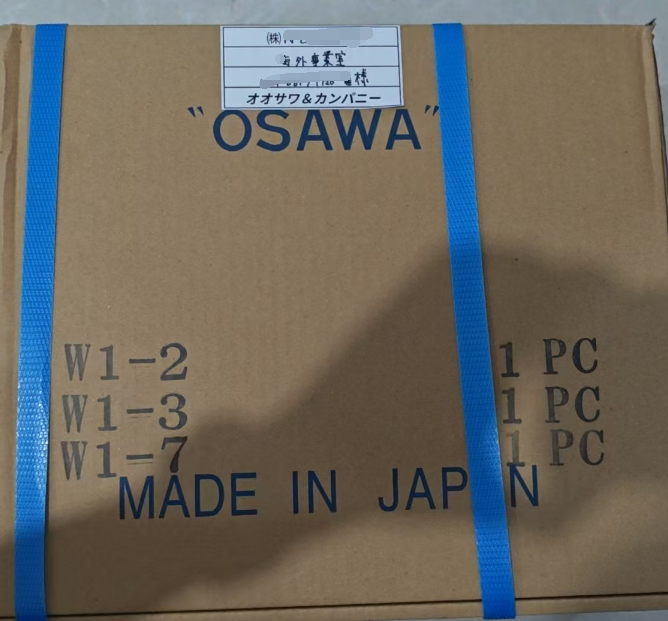 ㈱
海外事業室
様
オオサワ&カンパニー
"OSAWA"
W1-2 1 PC
W1-3 1 PC
W1-7 1 PC
MADE IN JAPAN